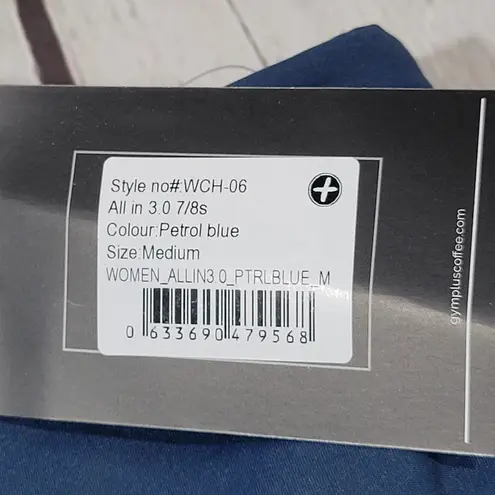 Style no#:WCH-06
All in 3.0 7/8s
Colour:Petrol blue
Size:Medium
WOMEN_ALLIN3.0_PTRLBLUE_M
0 633690 479568
gympluscoffee.com